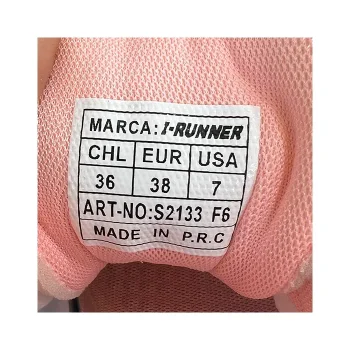 MARCA: I-RUNNER
CHL EUR USA
36 38 7
ART-NO:S2133 F6
MADE IN P.R.C